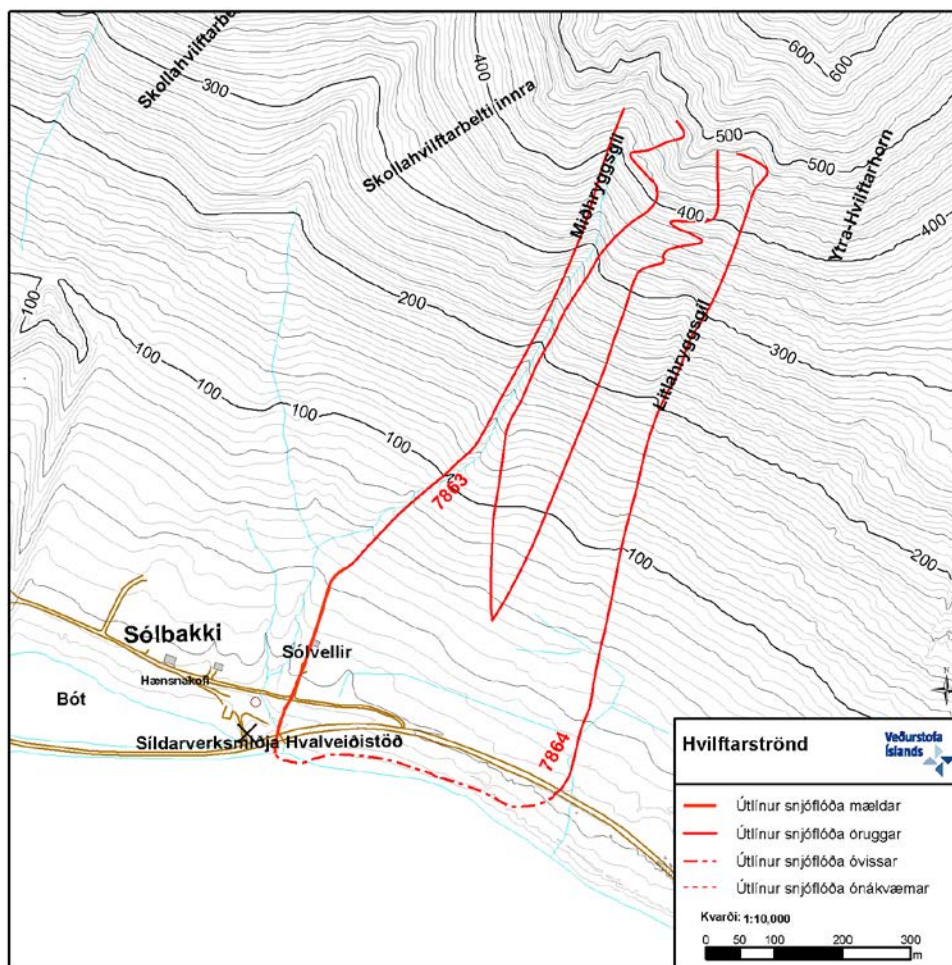 Skollahvilftarbe
300
400
Skollahvilftarbelti innra
600
600
500
500
Miðhryggsgil
Ytra-Hvilftarhorn
400
400
100
200
Litlahryggsgil
300
100
100
100
100
7863
100
200
Sólbakki
Sólvellir
Hænsnakofi
Bót
Síldarverksmiðja Hvalveiðistöð
7864
Hvilftarströnd
Veðurstofa
Íslands
Útlínur snjóflóða mældar
Útlínur snjóflóða öruggar
Útlínur snjóflóða óvissar
Útlínur snjóflóða ónákvæmar
Kvarði: 1:10,000
0 50 100 200 300
m